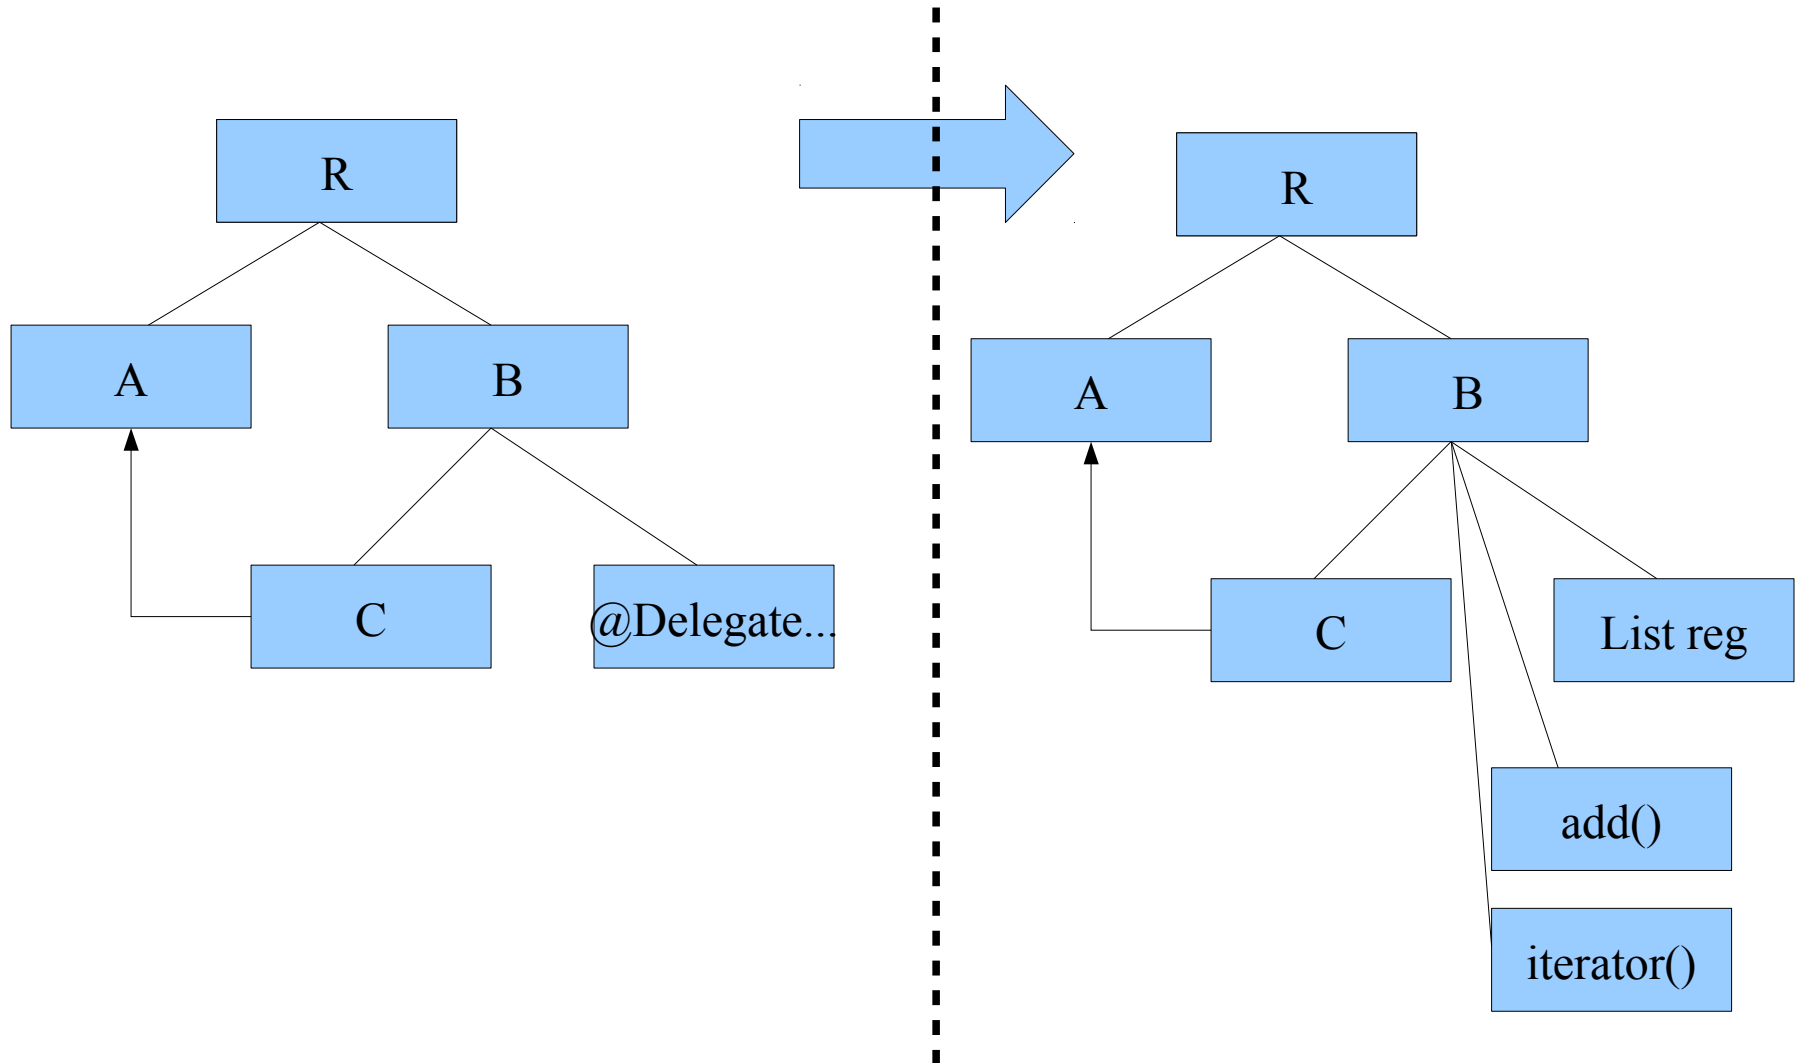 R
A
B
C
@Delegate...
R
A
B
C
List reg
add()
iterator()